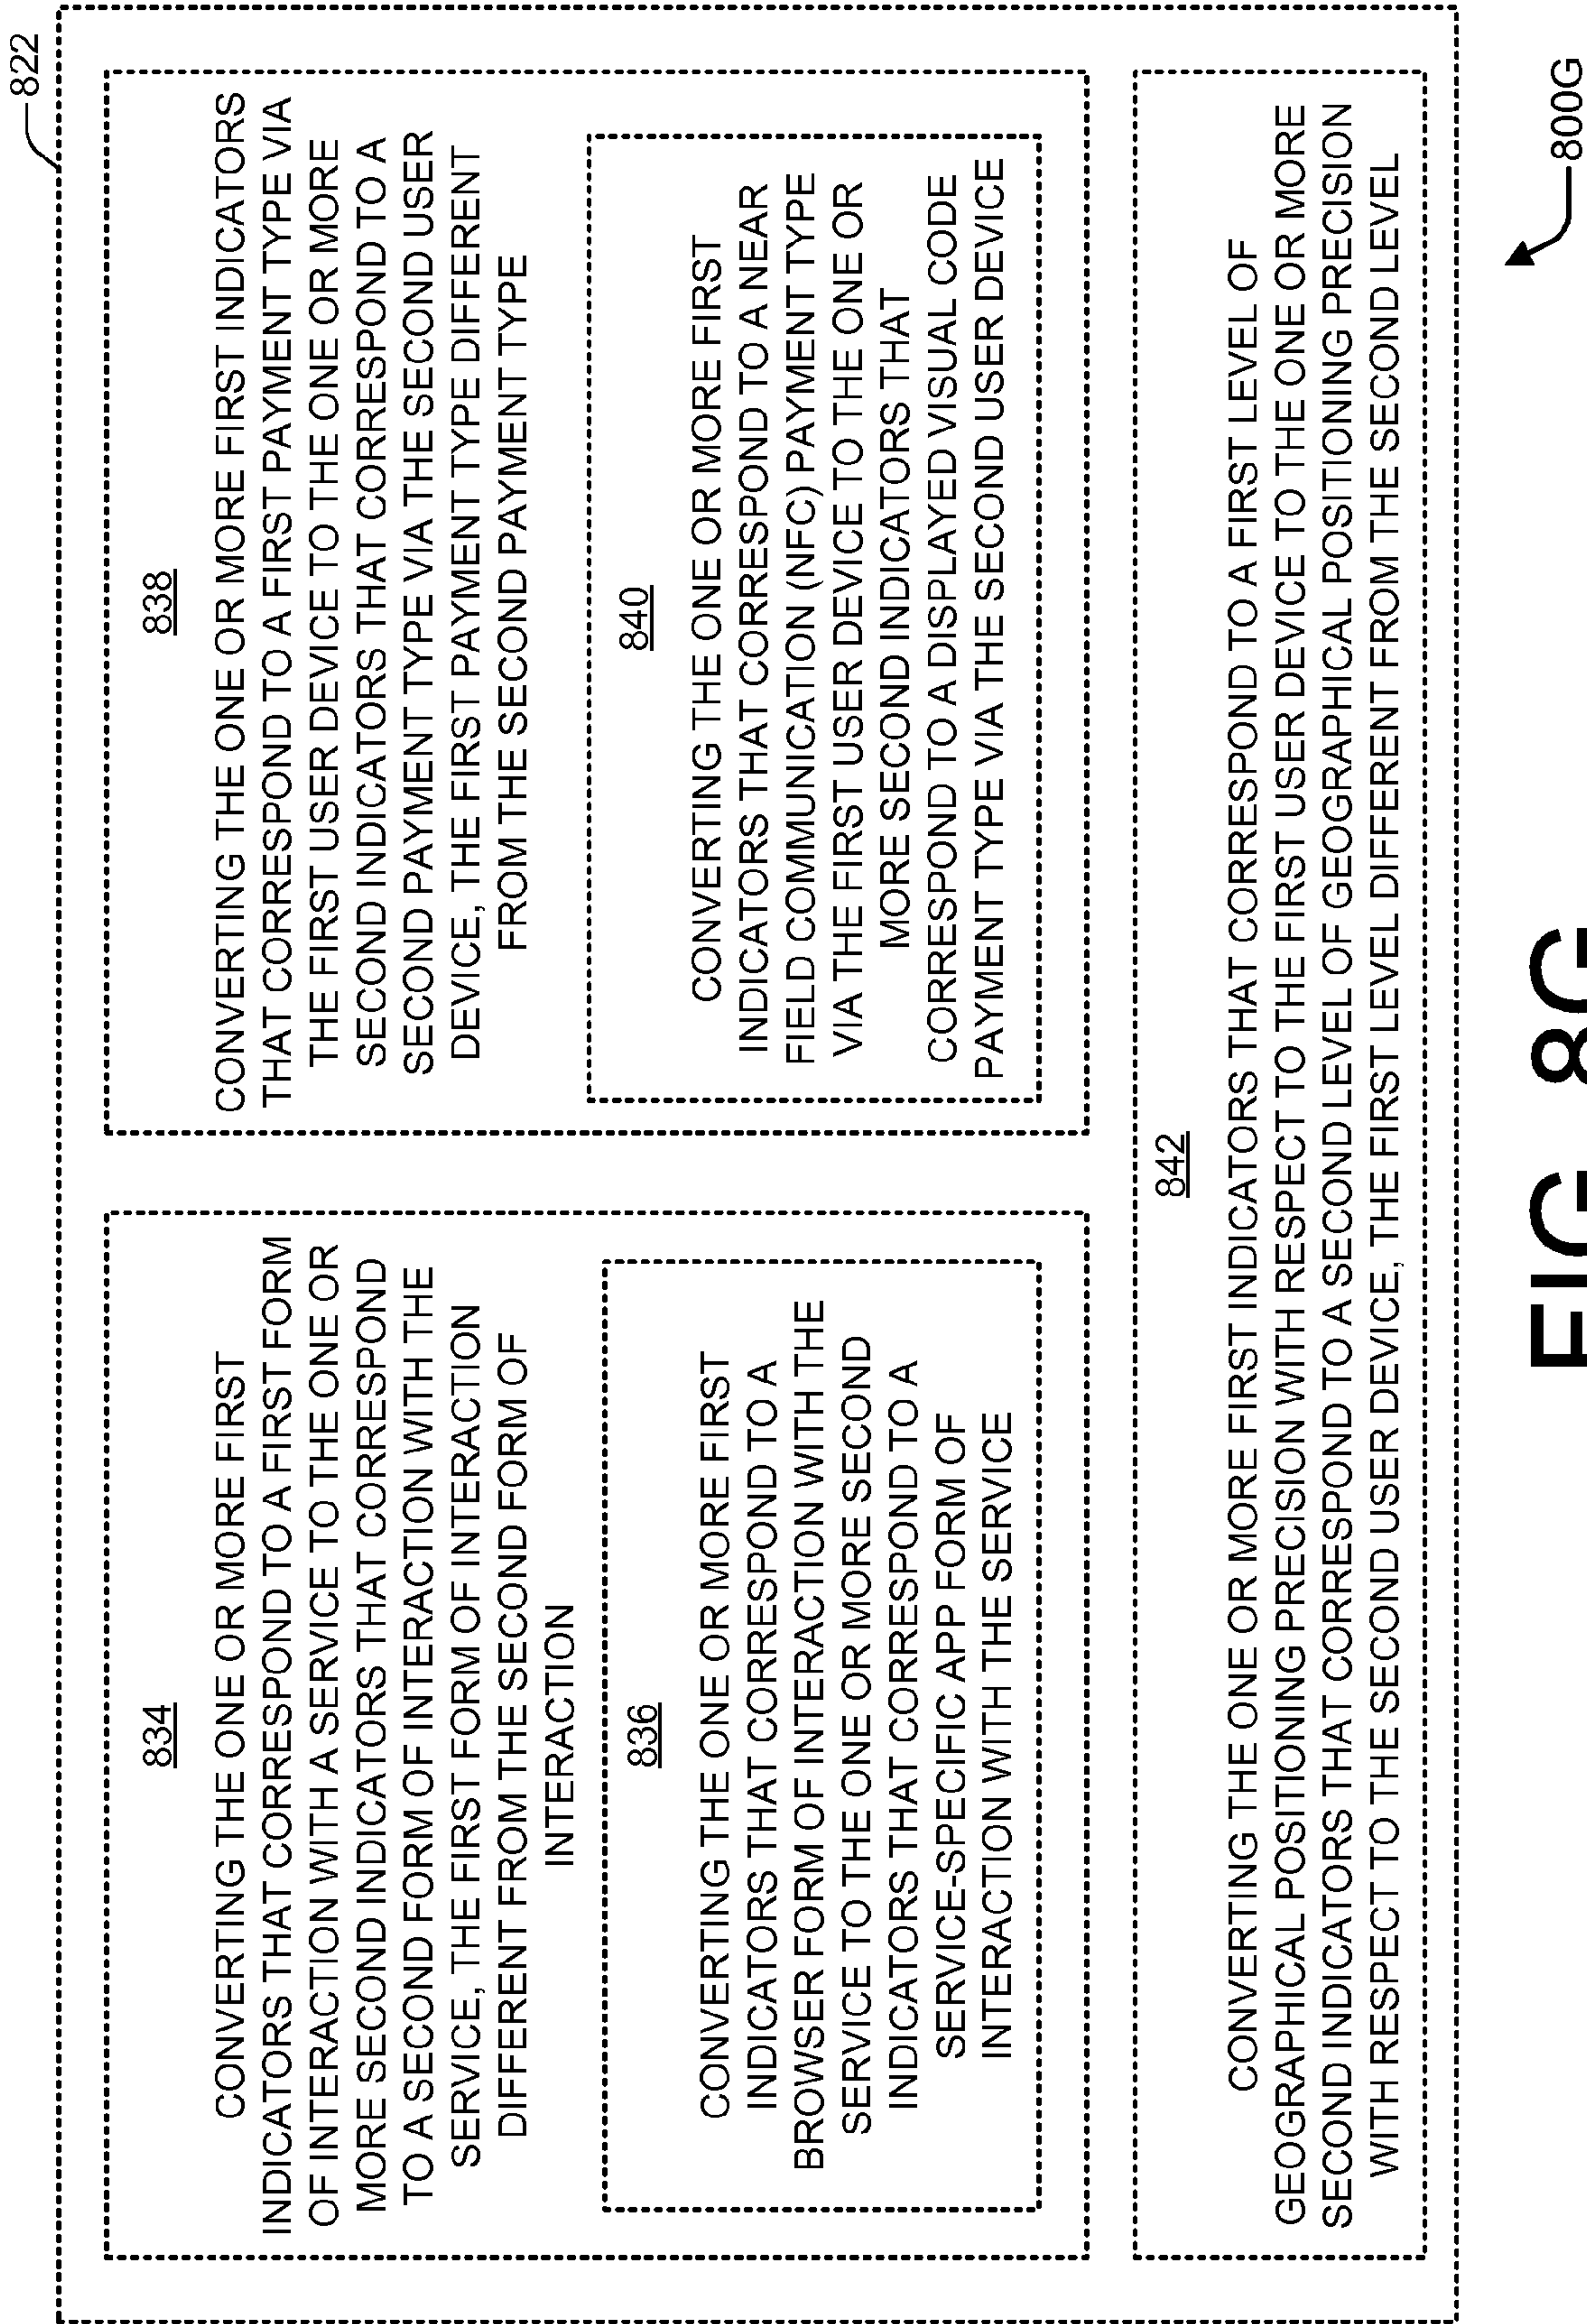 822
834
CONVERTING THE ONE OR MORE FIRST
INDICATORS THAT CORRESPOND TO A FIRST FORM
OF INTERACTION WITH A SERVICE TO THE ONE OR
MORE SECOND INDICATORS THAT CORRESPOND
TO A SECOND FORM OF INTERACTION WITH THE
SERVICE, THE FIRST FORM OF INTERACTION
DIFFERENT FROM THE SECOND FORM OF
INTERACTION
836
CONVERTING THE ONE OR MORE FIRST
INDICATORS THAT CORRESPOND TO A
BROWSER FORM OF INTERACTION WITH THE
SERVICE TO THE ONE OR MORE SECOND
INDICATORS THAT CORRESPOND TO A
SERVICE-SPECIFIC APP FORM OF
INTERACTION WITH THE SERVICE
838
CONVERTING THE ONE OR MORE FIRST INDICATORS
THAT CORRESPOND TO A FIRST PAYMENT TYPE VIA
THE FIRST USER DEVICE TO THE ONE OR MORE
SECOND INDICATORS THAT CORRESPOND TO A
SECOND PAYMENT TYPE VIA THE SECOND USER
DEVICE, THE FIRST PAYMENT TYPE DIFFERENT
FROM THE SECOND PAYMENT TYPE
840
CONVERTING THE ONE OR MORE FIRST
INDICATORS THAT CORRESPOND TO A NEAR
FIELD COMMUNICATION (NFC) PAYMENT TYPE
VIA THE FIRST USER DEVICE TO THE ONE OR
MORE SECOND INDICATORS THAT
CORRESPOND TO A DISPLAYED VISUAL CODE
PAYMENT TYPE VIA THE SECOND USER DEVICE
842
CONVERTING THE ONE OR MORE FIRST INDICATORS THAT CORRESPOND TO A FIRST LEVEL OF
GEOGRAPHICAL POSITIONING PRECISION WITH RESPECT TO THE FIRST USER DEVICE TO THE ONE OR MORE
SECOND INDICATORS THAT CORRESPOND TO A SECOND LEVEL OF GEOGRAPHICAL POSITIONING PRECISION
WITH RESPECT TO THE SECOND USER DEVICE, THE FIRST LEVEL DIFFERENT FROM THE SECOND LEVEL
800G
FIG. 8G